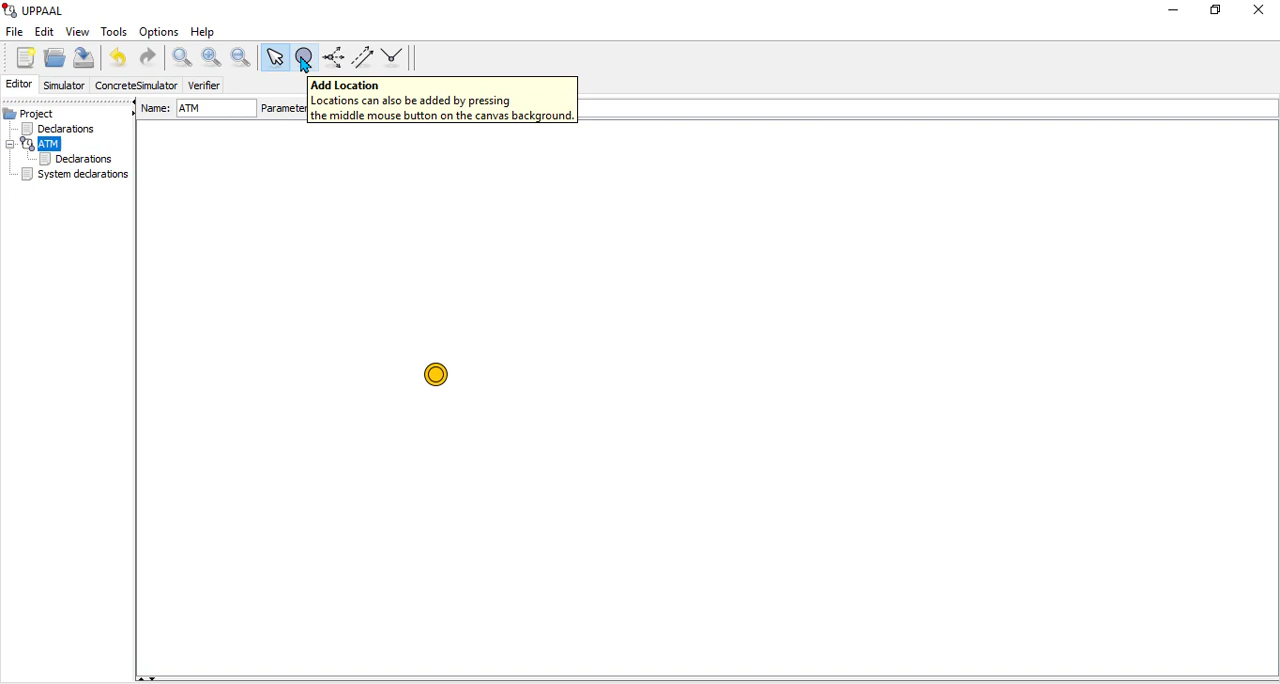 UPPAAL
File Edit View Tools Options Help
Editor Simulator ConcreteSimulator Verifier
Add Location
Locations can also be added by pressing
the middle mouse button on the canvas background.
Name: ATM Parameter
Project
Declarations
ATM
Declarations
System declarations